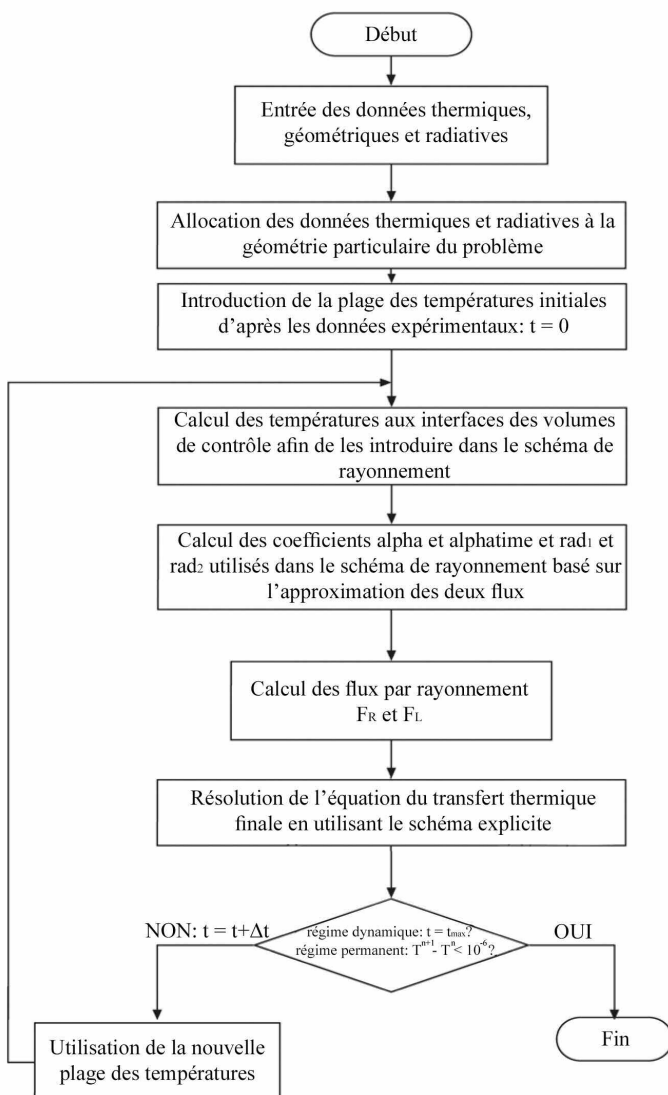 Début
Entrée des données thermiques,
géométriques et radiatives
Allocation des données thermiques et radiatives à la
géométrie particulaire du problème
Introduction de la plage des températures initiales
d'après les données expérimentaux: t = 0
Calcul des températures aux interfaces des volumes
de contrôle afin de les introduire dans le schéma de
rayonnement
Calcul des coefficients alpha et alphatime et rad₁ et
rad₂ utilisés dans le schéma de rayonnement basé sur
l'approximation des deux flux
Calcul des flux par rayonnement
F_R et F_L
Résolution de l'équation du transfert thermique
finale en utilisant le schéma explicite
NON: t = t+Δt
régime dynamique: t = t_max?
régime permanent: Tⁿ⁺¹- Tⁿ< 10⁻⁶?
OUI
Utilisation de la nouvelle
plage des températures
Fin